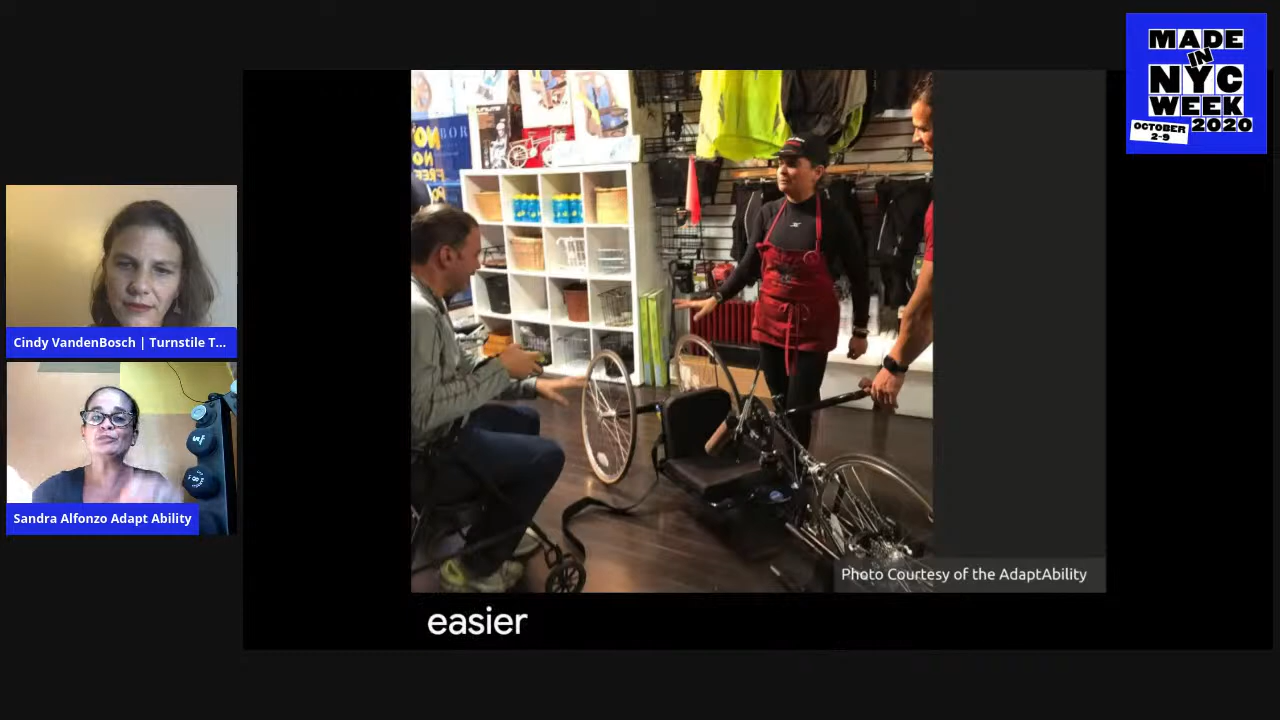 MADE
IN
NYC
WEEK
2020
OCTOBER
2-9
Cindy VandenBosch | Turnstile T...
Sandra Alfonzo Adapt Ability
Photo Courtesy of the AdaptAbility
easier